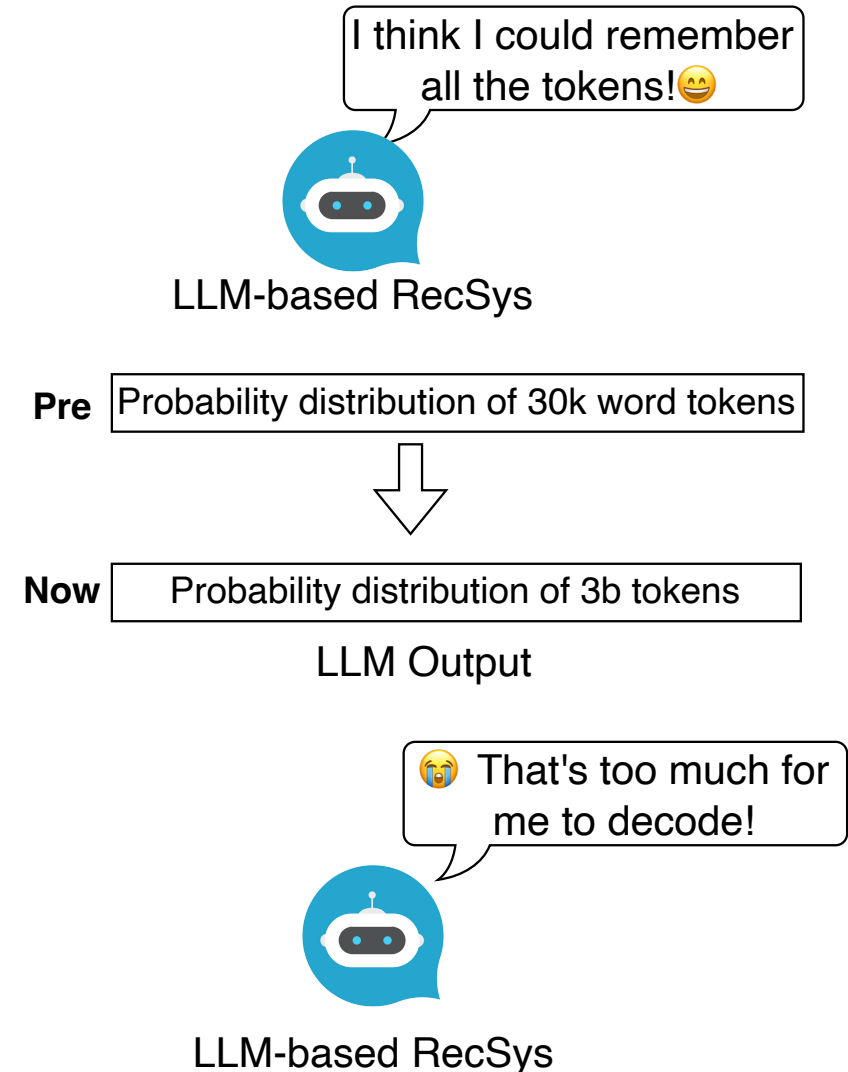 I think I could remember
all the tokens!😄
LLM-based RecSys
Pre Probability distribution of 30k word tokens
Now Probability distribution of 3b tokens
LLM Output
😭 That's too much for
me to decode!
LLM-based RecSys